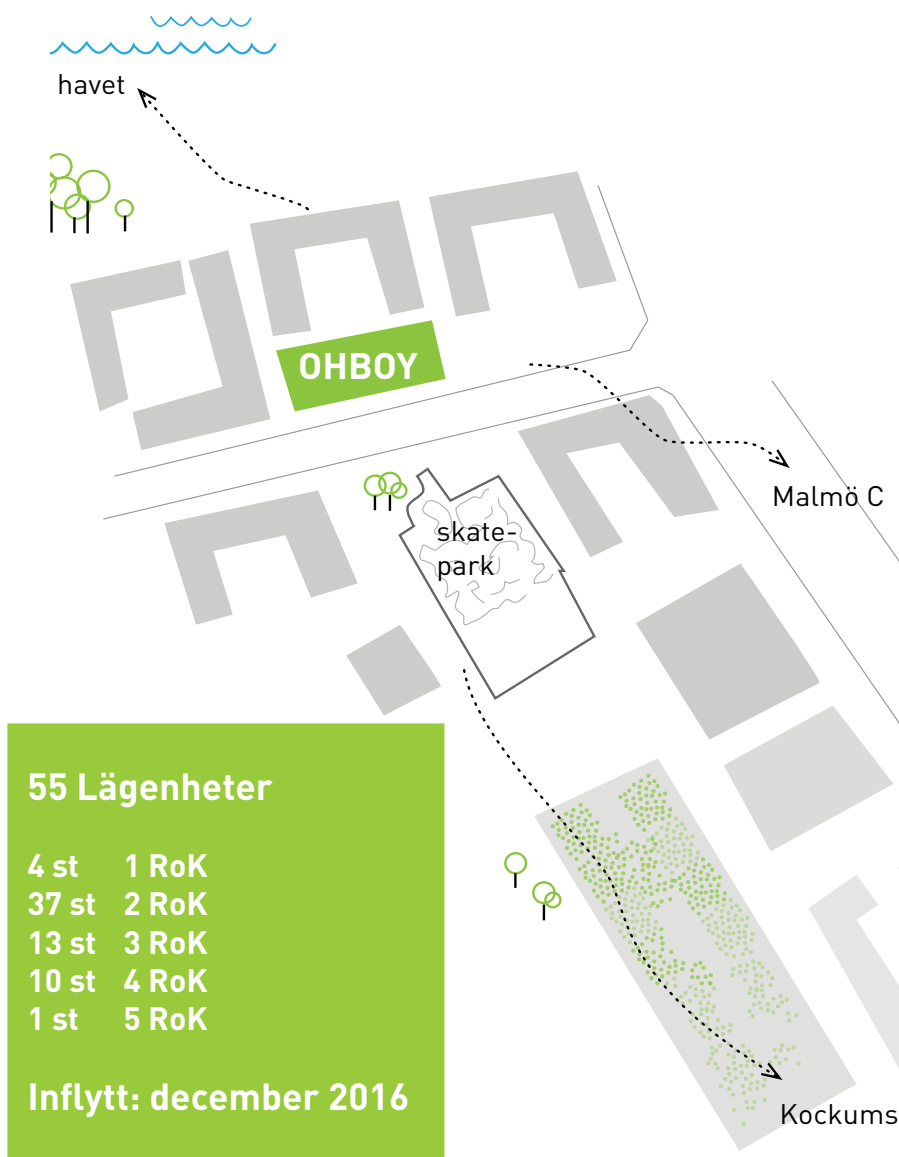 havet
OHBOY
Malmö C
skate-
park
55 Lägenheter
4 st 1 RoK
37 st 2 RoK
13 st 3 RoK
10 st 4 RoK
1 st 5 RoK
Inflytt: december 2016
Kockums